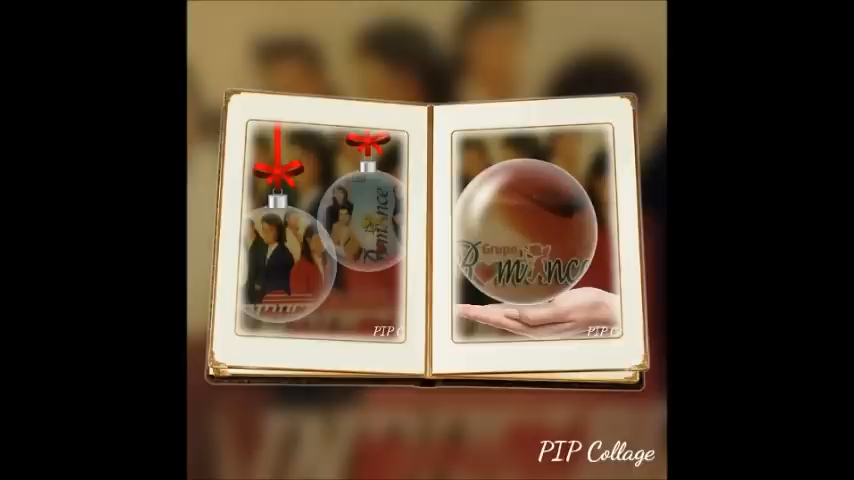 Romance
PIP C
Grupo
Romance
PIP C
PIP Collage